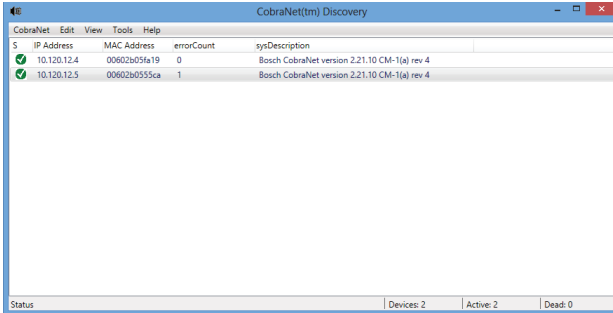 CobraNet(tm) Discovery
CobraNet Edit View Tools Help
S IP Address MAC Address errorCount sysDescription
10.120.12.4 00602b05fa19 0 Bosch CobraNet version 2.21.10 CM-1(a) rev 4
10.120.12.5 00602b0555ca 1 Bosch CobraNet version 2.21.10 CM-1(a) rev 4
Status Devices: 2 Active: 2 Dead: 0